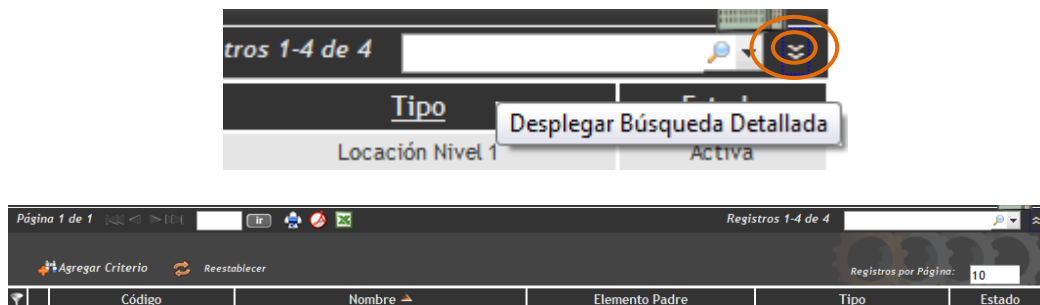 tros 1-4 de 4
Tipo
Desplegar Búsqueda Detallada
Locación Nivel 1 Activa
Página 1 de 1 ir Registros 1-4 de 4
Agregar Criterio Reestablecer Registros por Página: 10
Código Nombre Elemento Padre Tipo Estado